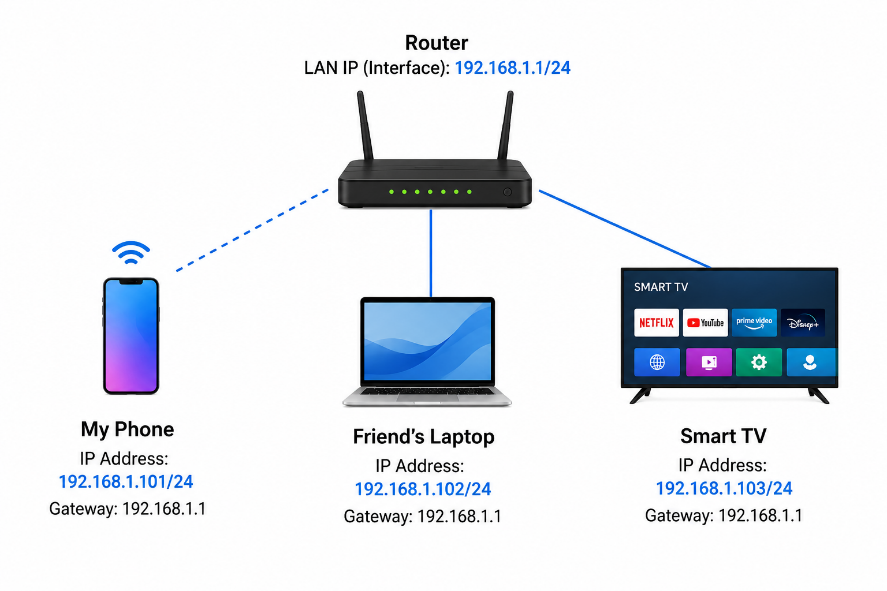 Router
LAN IP (Interface): 192.168.1.1/24
SMART TV
NETFLIX
YouTube
prime video
Disney+
My Phone
IP Address:
192.168.1.101/24
Gateway: 192.168.1.1
Friend's Laptop
IP Address:
192.168.1.102/24
Gateway: 192.168.1.1
Smart TV
IP Address:
192.168.1.103/24
Gateway: 192.168.1.1